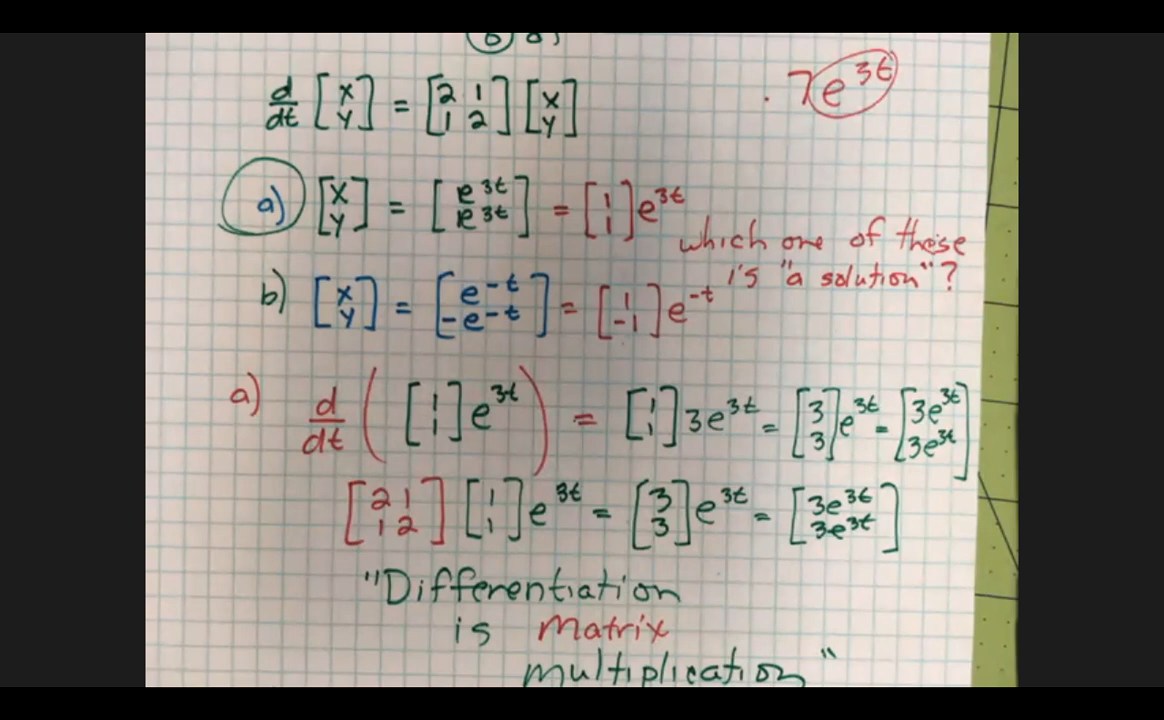 d/dt [x y] = [2 1 1 2] [x y]
. 7e^3t
a) [x y] = [e^3t e^3t] = [1 1] e^3t
which one of these
is "a solution"?
b) [x y] = [e^-t -e^-t] = [1 -1] e^-t
a) d/dt ( [1 1] e^3t ) = [1 1] 3e^3t = [3 3] e^3t = [3e^3t 3e^3t]
[2 1 1 2] [1 1] e^3t = [3 3] e^3t = [3e^3t 3e^3t]
"Differentiation
is matrix
multiplication"